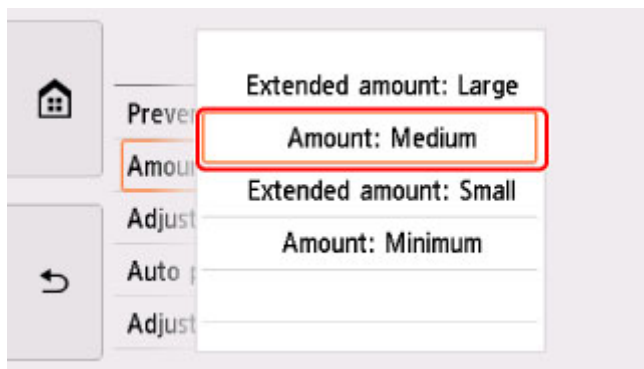 Extended amount: Large
Preve
Amount: Medium
Amou
Extended amount: Small
Adjust
Amount: Minimum
Auto
Adjust